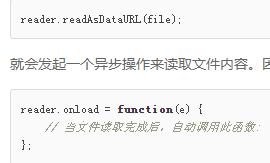 reader.readAsDataURL(file);
就会发起一个异步操作来读取文件内容。因
reader.onload = function(e) {
// 当文件读取完成后，自动调用此函数:
};